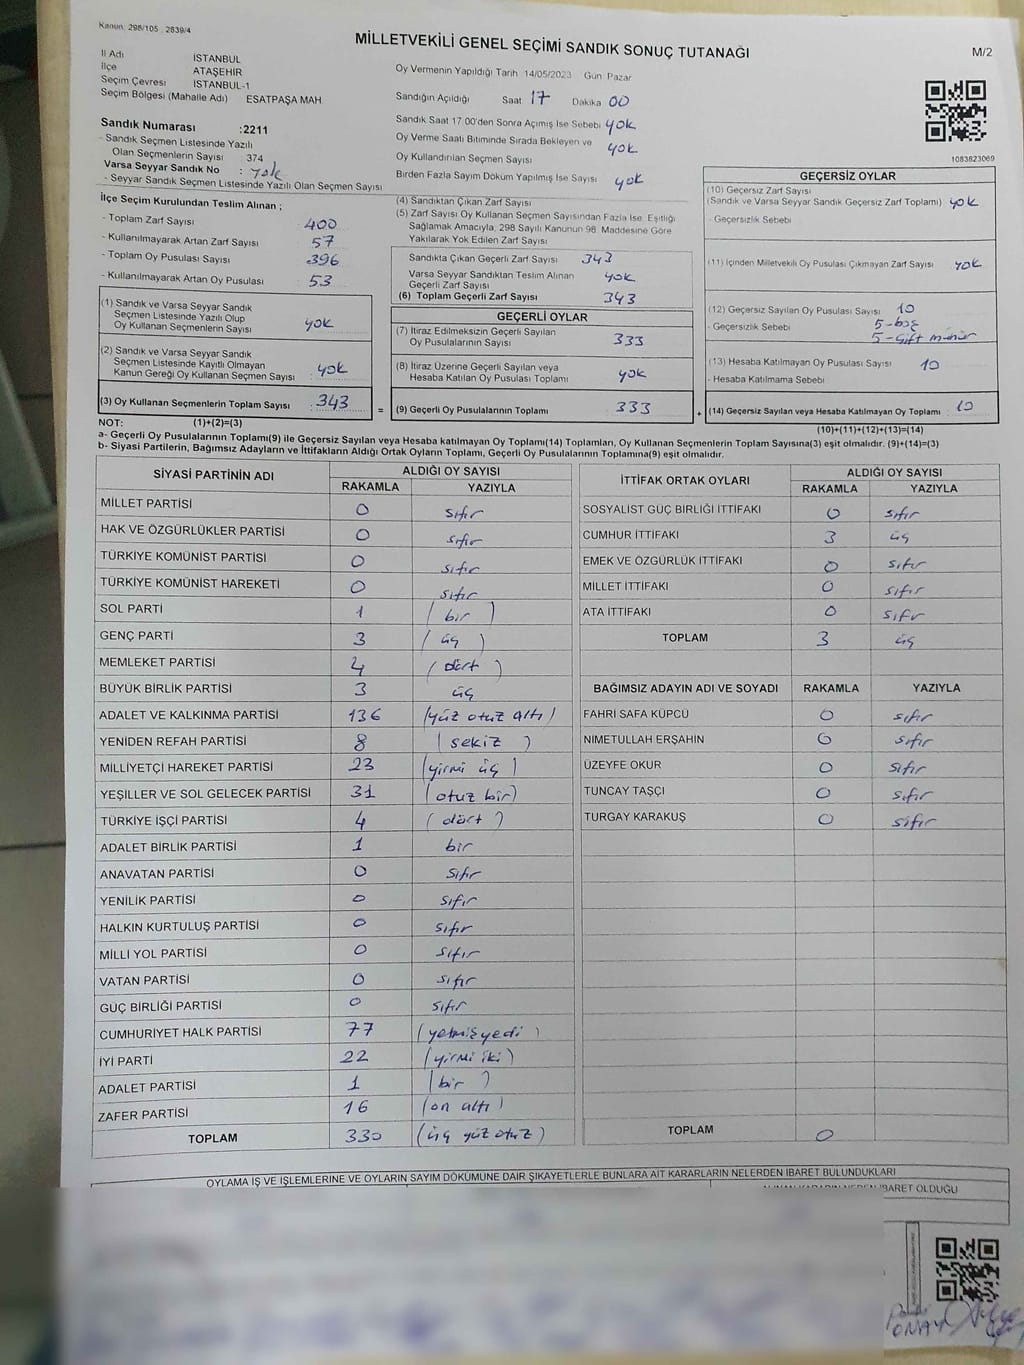 Kanun: 298/105 , 2839/4
MİLLETVEKİLİ GENEL SEÇİMİ SANDIK SONUÇ TUTANAĞI
M/2
İl Adı İSTANBUL
İlçe ATAŞEHİR
Seçim Çevresi İSTANBUL-1
Seçim Bölgesi (Mahalle Adı) ESATPAŞA MAH.
Sandık Numarası :2211
- Sandık Seçmen Listesinde Yazılı
Olan Seçmenlerin Sayısı : 374
Varsa Seyyar Sandık No : yok
- Seyyar Sandık Seçmen Listesinde Yazılı Olan Seçmen Sayısı
Oy Vermenin Yapıldığı Tarih 14/05/2023 Gün Pazar
Sandığın Açıldığı Saat 17 Dakika 00
Sandık Saat 17.00'den Sonra Açılmış İse Sebebi yok
Oy Verme Saati Bitiminde Sırada Bekleyen ve yok
Oy Kullandırılan Seçmen Sayısı
Birden Fazla Sayım Döküm Yapılmış İse Sayısı yok
1083823069
İlçe Seçim Kurulundan Teslim Alınan ;
- Toplam Zarf Sayısı : 400
- Kullanılmayarak Artan Zarf Sayısı : 57
- Toplam Oy Pusulası Sayısı : 396
- Kullanılmayarak Artan Oy Pusulası : 53
(1) Sandık ve Varsa Seyyar Sandık
Seçmen Listesinde Yazılı Olup
Oy Kullanan Seçmenlerin Sayısı : yok
(2) Sandık ve Varsa Seyyar Sandık
Seçmen Listesinde Kayıtlı Olmayan
Kanun Gereği Oy Kullanan Seçmen Sayısı : yok
(3) Oy Kullanan Seçmenlerin Toplam Sayısı : 343
(4) Sandıktan Çıkan Zarf Sayısı
(5) Zarf Sayısı Oy Kullanan Seçmen Sayısından Fazla İse, Eşitliği
Sağlamak Amacıyla, 298 Sayılı Kanunun 98. Maddesine Göre
Yakılarak Yok Edilen Zarf Sayısı
Sandıkta Çıkan Geçerli Zarf Sayısı 343
Varsa Seyyar Sandıktan Teslim Alınan yok
Geçerli Zarf Sayısı
(6) Toplam Geçerli Zarf Sayısı 343
GEÇERLİ OYLAR
(7) İtiraz Edilmeksizin Geçerli Sayılan
Oy Pusulalarının Sayısı 333
(8) İtiraz Üzerine Geçerli Sayılan veya
Hesaba Katılan Oy Pusulası Toplamı yok
= (9) Geçerli Oy Pusulalarının Toplamı 333
GEÇERSİZ OYLAR
(10) Geçersiz Zarf Sayısı
(Sandık ve Varsa Seyyar Sandık Geçersiz Zarf Toplamı) yok
- Geçersizlik Sebebi
(11) İçinden Milletvekili Oy Pusulası Çıkmayan Zarf Sayısı yok
(12) Geçersiz Sayılan Oy Pusulası Sayısı 10
- Geçersizlik Sebebi : 5-boş
5-çift mühür
(13) Hesaba Katılmayan Oy Pusulası Sayısı 10
- Hesaba Katılmama Sebebi
+ (14) Geçersiz Sayılan veya Hesaba Katılmayan Oy Toplamı 10
NOT: (1)+(2)=(3)
(10)+(11)+(12)+(13)=(14)
a- Geçerli Oy Pusulalarının Toplamı(9) ile Geçersiz Sayılan veya Hesaba katılmayan Oy Toplamı(14) Toplamları, Oy Kullanan Seçmenlerin Toplam Sayısına(3) eşit olmalıdır. (9)+(14)=(3)
b- Siyasi Partilerin, Bağımsız Adayların ve İttifakların Aldığı Ortak Oyların Toplamı, Geçerli Oy Pusulalarının Toplamına(9) eşit olmalıdır.
SİYASİ PARTİNİN ADI ALDIĞI OY SAYISI
RAKAMLA YAZIYLA
MİLLET PARTİSİ 0 sıfır
HAK VE ÖZGÜRLÜKLER PARTİSİ 0 sıfır
TÜRKİYE KOMÜNİST PARTİSİ 0 sıfır
TÜRKİYE KOMÜNİST HAREKETİ 0 sıfır
SOL PARTİ 1 ( bir )
GENÇ PARTİ 3 ( üç )
MEMLEKET PARTİSİ 4 ( dört )
BÜYÜK BİRLİK PARTİSİ 3 üç
ADALET VE KALKINMA PARTİSİ 136 (yüz otuz altı)
YENİDEN REFAH PARTİSİ 8 ( sekiz )
MİLLİYETÇİ HAREKET PARTİSİ 23 (yirmi üç )
YEŞİLLER VE SOL GELECEK PARTİSİ 31 (otuz bir)
TÜRKİYE İŞÇİ PARTİSİ 4 ( dört )
ADALET BİRLİK PARTİSİ 1 bir
ANAVATAN PARTİSİ 0 sıfır
YENİLİK PARTİSİ 0 sıfır
HALKIN KURTULUŞ PARTİSİ 0 sıfır
MİLLİ YOL PARTİSİ 0 sıfır
VATAN PARTİSİ 0 sıfır
GÜÇ BİRLİĞİ PARTİSİ 0 sıfır
CUMHURİYET HALK PARTİSİ 77 (yetmişyedi )
İYİ PARTİ 22 (yirmi iki)
ADALET PARTİSİ 1 (bir )
ZAFER PARTİSİ 16 (on altı)
TOPLAM 330 (üç yüz otuz)
İTTİFAK ORTAK OYLARI ALDIĞI OY SAYISI
RAKAMLA YAZIYLA
SOSYALİST GÜÇ BİRLİĞİ İTTİFAKI 0 sıfır
CUMHUR İTTİFAKI 3 üç
EMEK VE ÖZGÜRLÜK İTTİFAKI 0 sıfır
MİLLET İTTİFAKI 0 sıfır
ATA İTTİFAKI 0 sıfır
TOPLAM 3 üç
BAĞIMSIZ ADAYIN ADI VE SOYADI RAKAMLA YAZIYLA
FAHRİ SAFA KÜPCÜ 0 sıfır
NİMETULLAH ERŞAHİN 0 sıfır
ÜZEYFE OKUR 0 sıfır
TUNCAY TAŞÇI 0 sıfır
TURGAY KARAKUŞ 0 sıfır
TOPLAM 0
OYLAMA İŞ VE İŞLEMLERİNE VE OYLARIN SAYIM DÖKÜMÜNE DAİR ŞİKAYETLERLE BUNLARA AİT KARARLARIN NELERDEN İBARET BULUNDUKLARI
ALINAN KARARIN NEDEN İBARET OLDUĞU